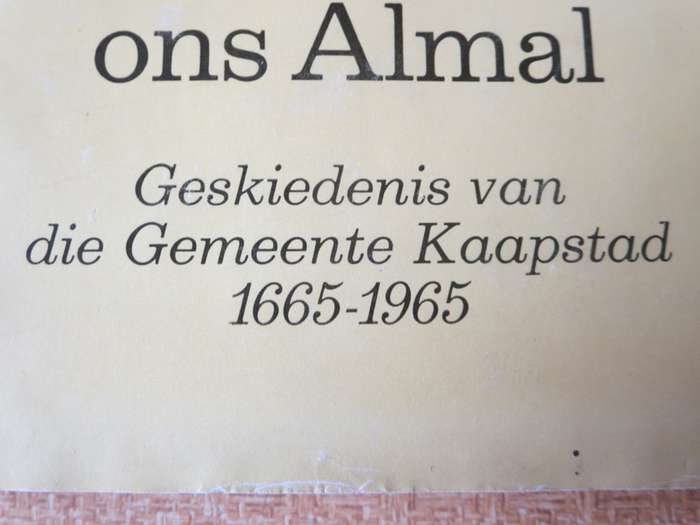 ons Almal
Geskiedenis van
die Gemeente Kaapstad
1665-1965